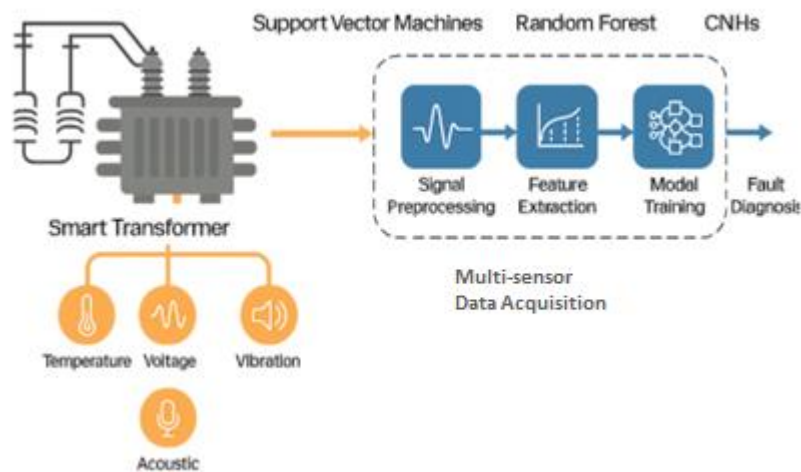 Support Vector Machines Random Forest CNHs
Signal
Preprocessing
Feature
Extraction
Modal
Training
Fault
Diagnosis
Smart Transformer
Multi-sensor
Data Acquisition
Temperature Voltage Vibration
Acoustic